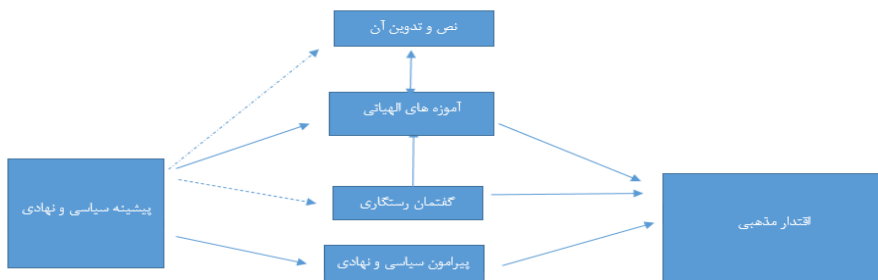 نص و تدوین آن
آموزه های الهیاتی
پیشینه سیاسی و نهادی
گفتمان رستگاری
اقتدار مذهبی
پیرامون سیاسی و نهادی